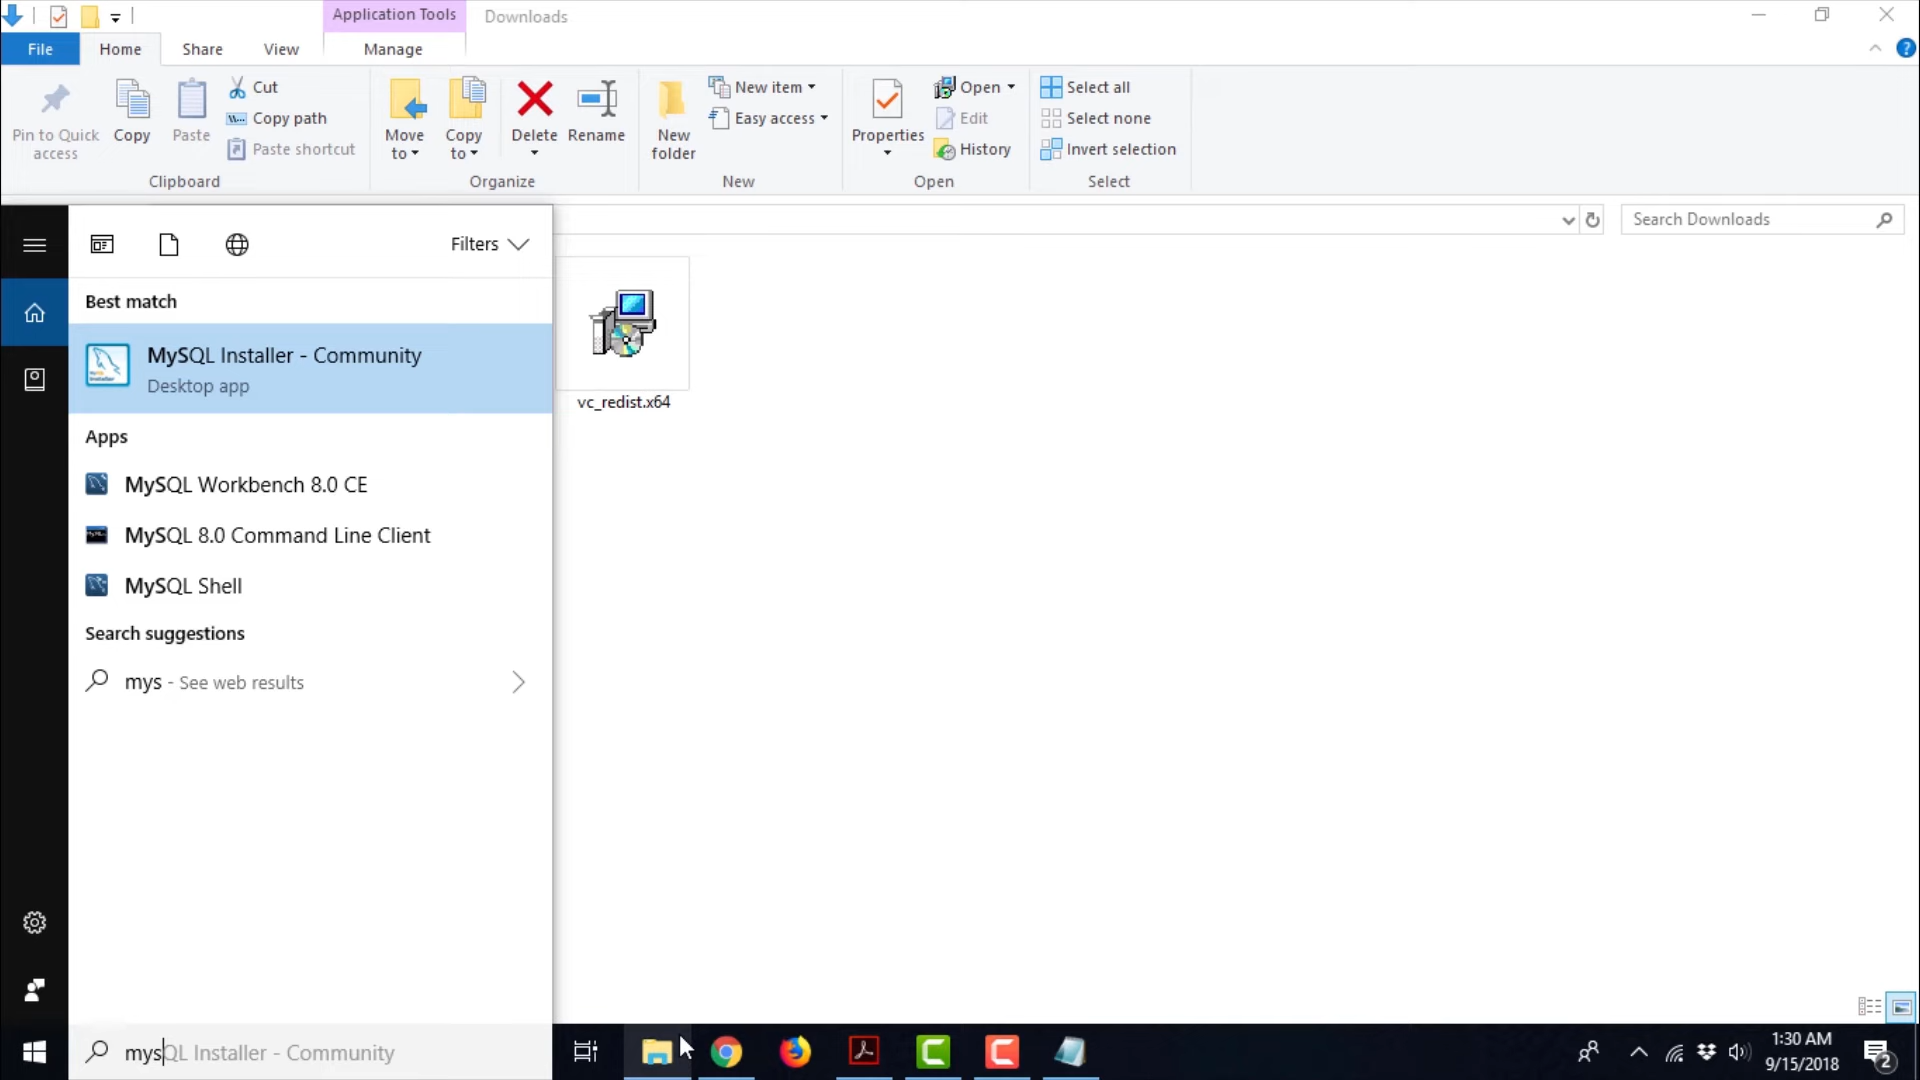 Application Tools
Downloads
File
Home
Share
View
Manage
Pin to Quick
access
Copy
Paste
Cut
Copy path
Paste shortcut
Clipboard
Move
to
Copy
to
Delete
Rename
Organize
New
folder
New item
Easy access
New
Properties
Open
Edit
History
Open
Select all
Select none
Invert selection
Select
Search Downloads
Filters
Best match
MySQL Installer - Community
Desktop app
Apps
MySQL Workbench 8.0 CE
MySQL 8.0 Command Line Client
MySQL Shell
Search suggestions
mys - See web results
vc_redist.x64
mysQL Installer - Community
1:30 AM
9/15/2018
2